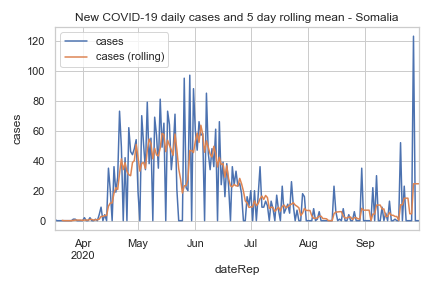 New COVID-19 daily cases and 5 day rolling mean - Somalia
cases
cases (rolling)
cases
120
100
80
60
40
20
0
Apr May Jun Jul Aug Sep
2020
dateRep